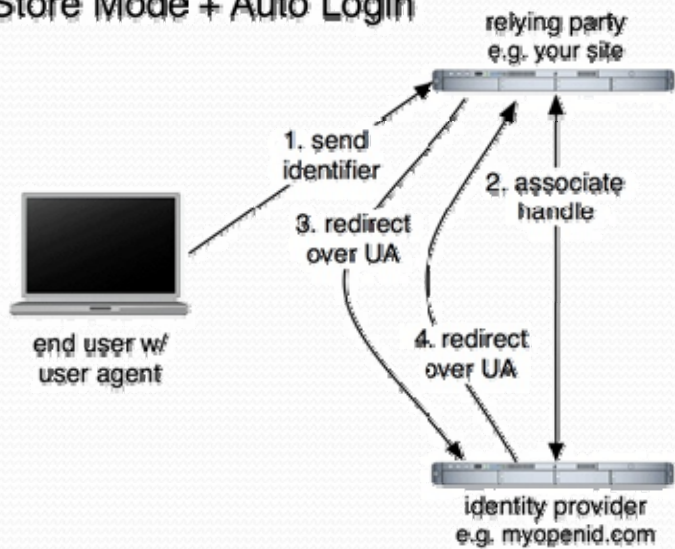 Store Mode + Auto Login
relying party
e.g. your site
1. send
identifier
2. associate
handle
3. redirect
over UA
4. redirect
over UA
end user w/
user agent
identity provider
e.g. myopenid.com